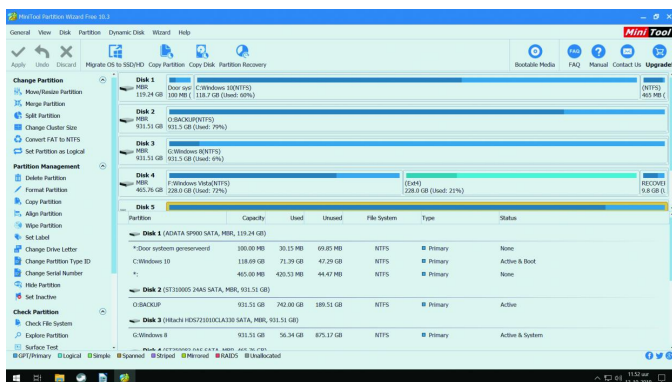 MiniTool Partition Wizard Free 10.3
General View Disk Partition Dynamic Disk Wizard Help
Mini Tool
Apply Undo Discard Migrate OS to SSD/HD Copy Partition Copy Disk Partition Recovery Bootable Media FAQ Manual Contact Us Upgrade!
Change Partition
Move/Resize Partition
Merge Partition
Split Partition
Change Cluster Size
Convert FAT to NTFS
Set Partition as Logical
Partition Management
Delete Partition
Format Partition
Copy Partition
Align Partition
Wipe Partition
Set Label
Change Drive Letter
Change Partition Type ID
Change Serial Number
Hide Partition
Set Inactive
Check Partition
Check File System
Explore Partition
Surface Test
Disk 1
MBR Door syst C:Windows 10(NTFS) (NTFS)
119.24 GB 100 MB ( 118.7 GB (Used: 60%) 465 MB (
Disk 2
MBR O:BACKUP(NTFS)
931.51 GB 931.5 GB (Used: 79%)
Disk 3
MBR G:Windows 8(NTFS)
931.51 GB 931.5 GB (Used: 6%)
Disk 4
MBR F:Windows Vista(NTFS) (Ext4) RECOVE
465.76 GB 228.0 GB (Used: 72%) 228.0 GB (Used: 21%) 9.8 GB (
Disk 5
Partition Capacity Used Unused File System Type Status
Disk 1 (ADATA SP900 SATA, MBR, 119.24 GB)
*:Door systeem gereserveerd 100.00 MB 30.15 MB 69.85 MB NTFS Primary None
C:Windows 10 118.69 GB 71.39 GB 47.29 GB NTFS Primary Active & Boot
*: 465.00 MB 420.53 MB 44.47 MB NTFS Primary None
Disk 2 (ST310005 24AS SATA, MBR, 931.51 GB)
O:BACKUP 931.51 GB 742.00 GB 189.51 GB NTFS Primary Active
Disk 3 (Hitachi HDS721010CLA330 SATA, MBR, 931.51 GB)
G:Windows 8 931.51 GB 56.34 GB 875.17 GB NTFS Primary Active & System
GPT/Primary Logical Simple Spanned Striped Mirrored RAID5 Unallocated
11:52 uur